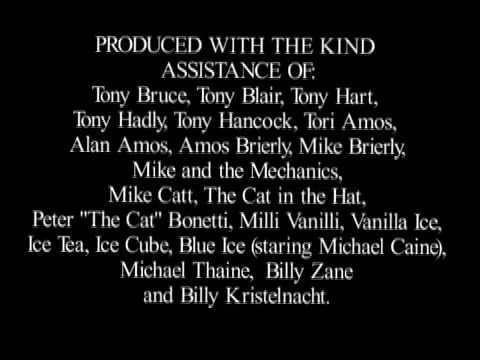 PRODUCED WITH THE KIND
ASSISTANCE OF:
Tony Bruce, Tony Blair, Tony Hart,
Tony Hadly, Tony Hancock, Tori Amos,
Alan Amos, Amos Brierly, Mike Brierly,
Mike and the Mechanics,
Mike Catt, The Cat in the Hat,
Peter "The Cat" Bonetti, Milli Vanilli, Vanilla Ice,
Ice Tea, Ice Cube, Blue Ice (staring Michael Caine),
Michael Thaine,  Billy Zane
and Billy Kristelnacht.